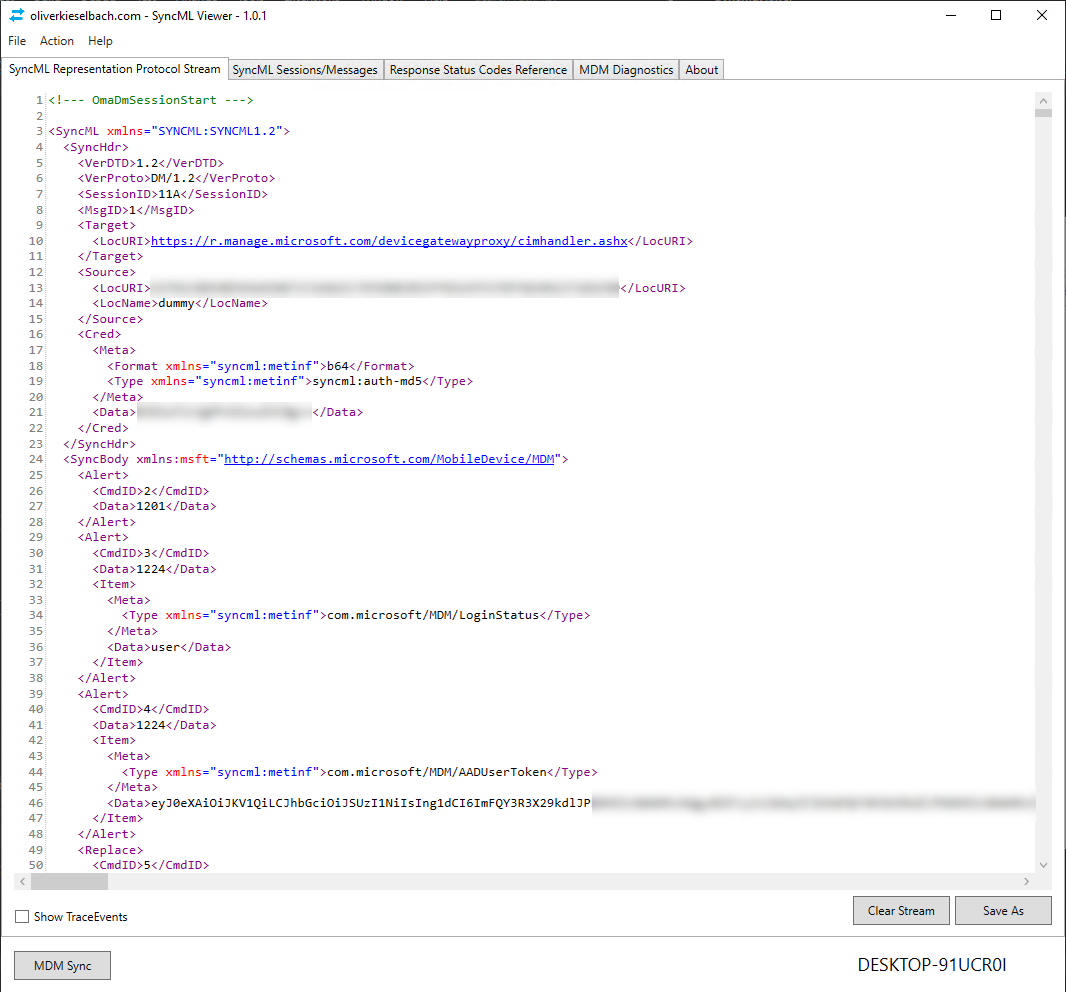 oliverkieselbach.com - SyncML Viewer - 1.0.1
File Action Help
SyncML Representation Protocol Stream SyncML Sessions/Messages Response Status Codes Reference MDM Diagnostics About
1 <!--- OmaDmSessionStart --->
2
3 <SyncML xmlns="SYNCML:SYNCML1.2">
4 <SyncHdr>
5 <VerDTD>1.2</VerDTD>
6 <VerProto>DM/1.2</VerProto>
7 <SessionID>11A</SessionID>
8 <MsgID>1</MsgID>
9 <Target>
10 <LocURI>https://r.manage.microsoft.com/devicegatewayproxy/cimhandler.ashx</LocURI>
11 </Target>
12 <Source>
13 <LocURI> </LocURI>
14 <LocName>dummy</LocName>
15 </Source>
16 <Cred>
17 <Meta>
18 <Format xmlns="syncml:metinf">b64</Format>
19 <Type xmlns="syncml:metinf">syncml:auth-md5</Type>
20 </Meta>
21 <Data> </Data>
22 </Cred>
23 </SyncHdr>
24 <SyncBody xmlns:msft="http://schemas.microsoft.com/MobileDevice/MDM">
25 <Alert>
26 <CmdID>2</CmdID>
27 <Data>1201</Data>
28 </Alert>
29 <Alert>
30 <CmdID>3</CmdID>
31 <Data>1224</Data>
32 <Item>
33 <Meta>
34 <Type xmlns="syncml:metinf">com.microsoft/MDM/LoginStatus</Type>
35 </Meta>
36 <Data>user</Data>
37 </Item>
38 </Alert>
39 <Alert>
40 <CmdID>4</CmdID>
41 <Data>1224</Data>
42 <Item>
43 <Meta>
44 <Type xmlns="syncml:metinf">com.microsoft/MDM/AADUserToken</Type>
45 </Meta>
46 <Data>eyJ0eXAiOiJKV1QiLCJhbGciOiJSUzI1NiIsIng1dCI6ImFQY3R3X29kdlJP
47 </Item>
48 </Alert>
49 <Replace>
50 <CmdID>5</CmdID>
Show TraceEvents
Clear Stream Save As
MDM Sync
DESKTOP-91UCR0I